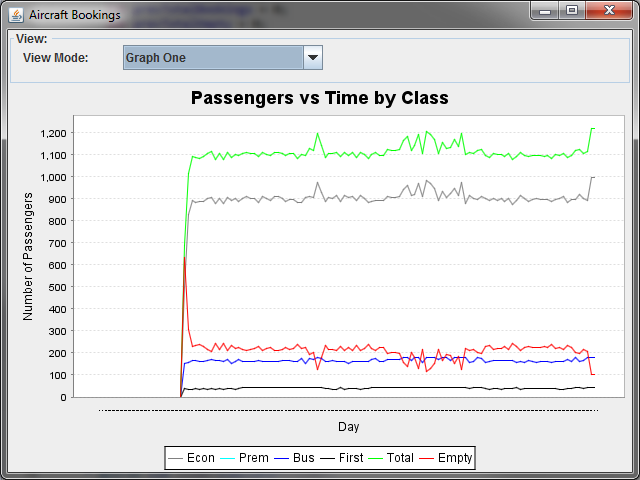 Aircraft Bookings
View:
View Mode: Graph One
Passengers vs Time by Class
Number of Passengers
1,200
1,100
1,000
900
800
700
600
500
400
300
200
100
0
Day
Econ Prem Bus First Total Empty